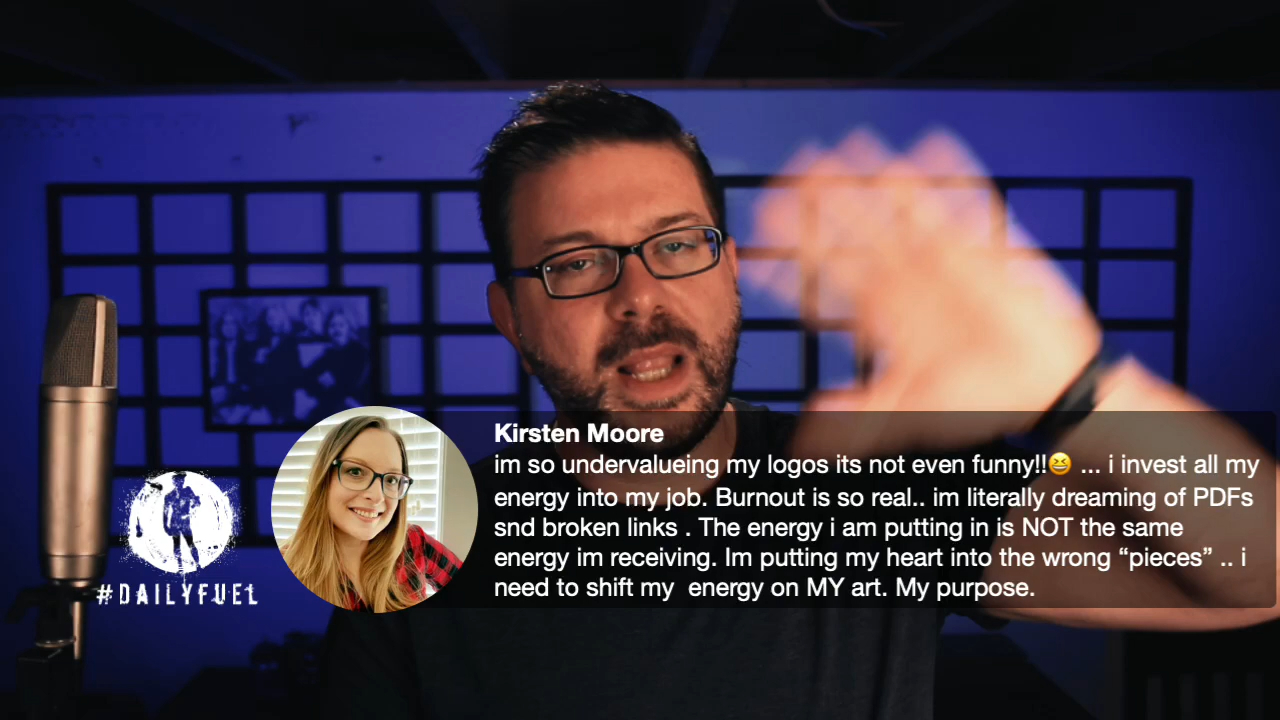 Kirsten Moore
im so undervalueing my logos its not even funny!!😆 ... i invest all my
energy into my job. Burnout is so real.. im literally dreaming of PDFs
snd broken links . The energy i am putting in is NOT the same
energy im receiving. Im putting my heart into the wrong “pieces” .. i
need to shift my  energy on MY art. My purpose.
#DAILYFUEL